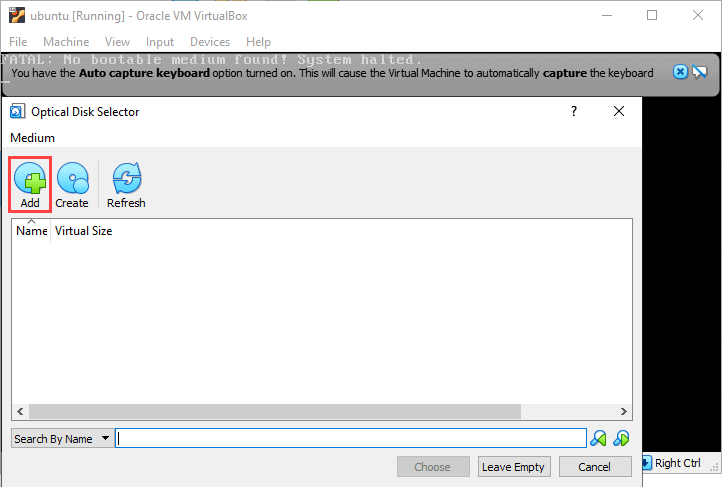 ubuntu [Running] - Oracle VM VirtualBox
File Machine View Input Devices Help
FATAL: No bootable medium found! System halted.
You have the Auto capture keyboard option turned on. This will cause the Virtual Machine to automatically capture the keyboard
Optical Disk Selector
?
Medium
Add Create Refresh
Name Virtual Size
Search By Name
Choose Leave Empty Cancel
Right Ctrl